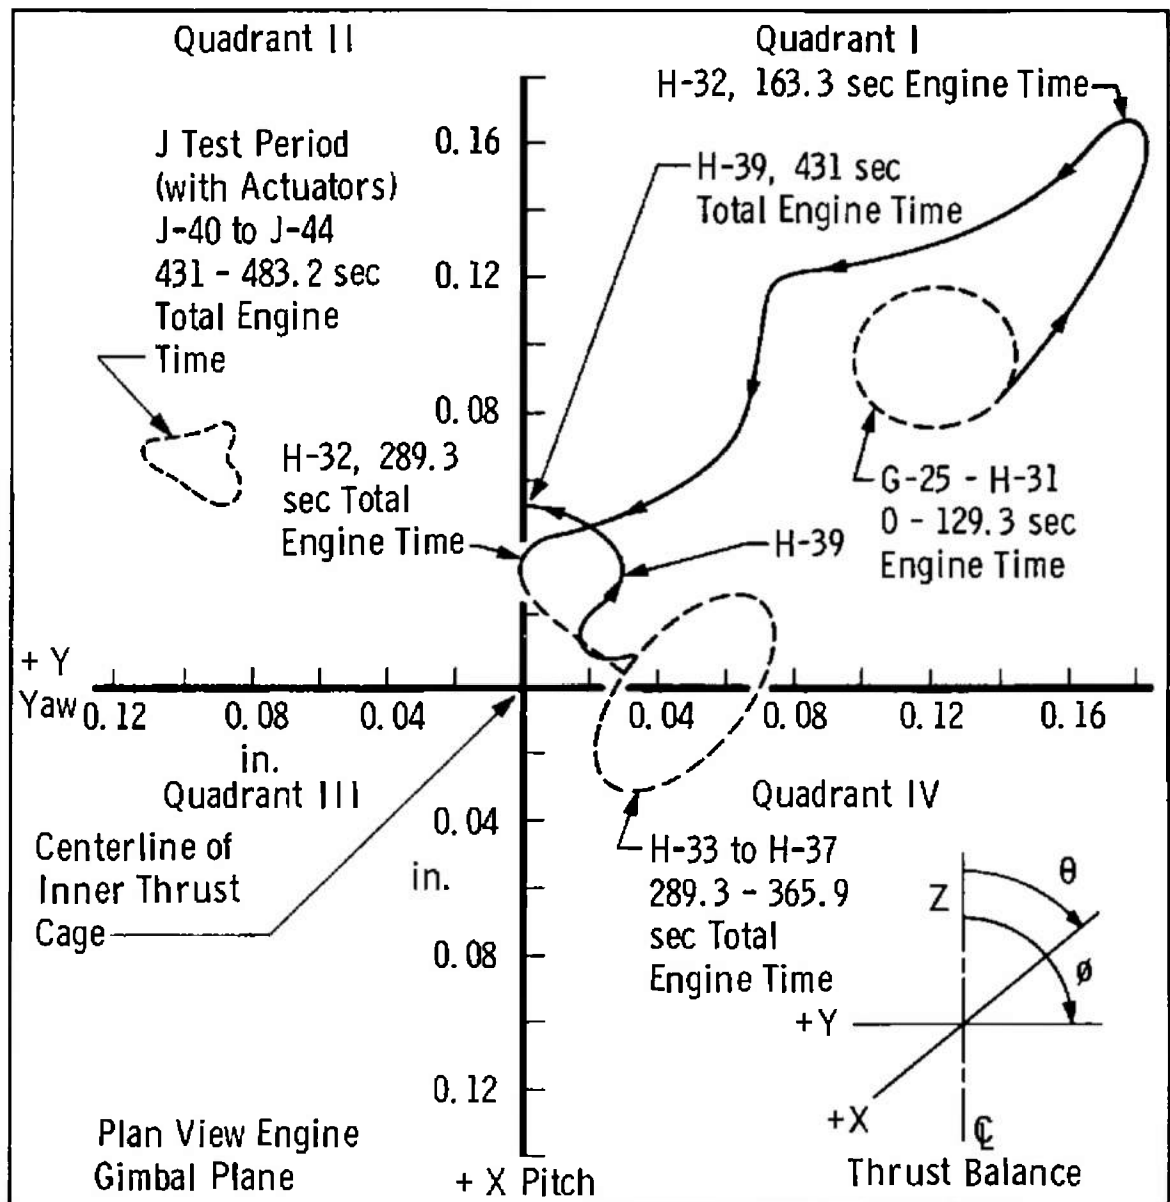 Quadrant II
Quadrant I
H-32, 163.3 sec Engine Time
J Test Period
(with Actuators)
J-40 to J-44
431 - 483.2 sec
Total Engine
Time
0.16
H-39, 431 sec
Total Engine Time
0.12
0.08
H-32, 289.3
sec Total
Engine Time
G-25 - H-31
0 - 129.3 sec
Engine Time
H-39
+ Y
Yaw
0.12
0.08
0.04
0.04
0.08
0.12
0.16
in.
Quadrant III
Quadrant IV
Centerline of
Inner Thrust
Cage
0.04
in.
0.08
0.12
H-33 to H-37
289.3 - 365.9
sec Total
Engine Time
Z
θ
ø
+Y
+X
℄
Thrust Balance
Plan View Engine
Gimbal Plane
+ X Pitch